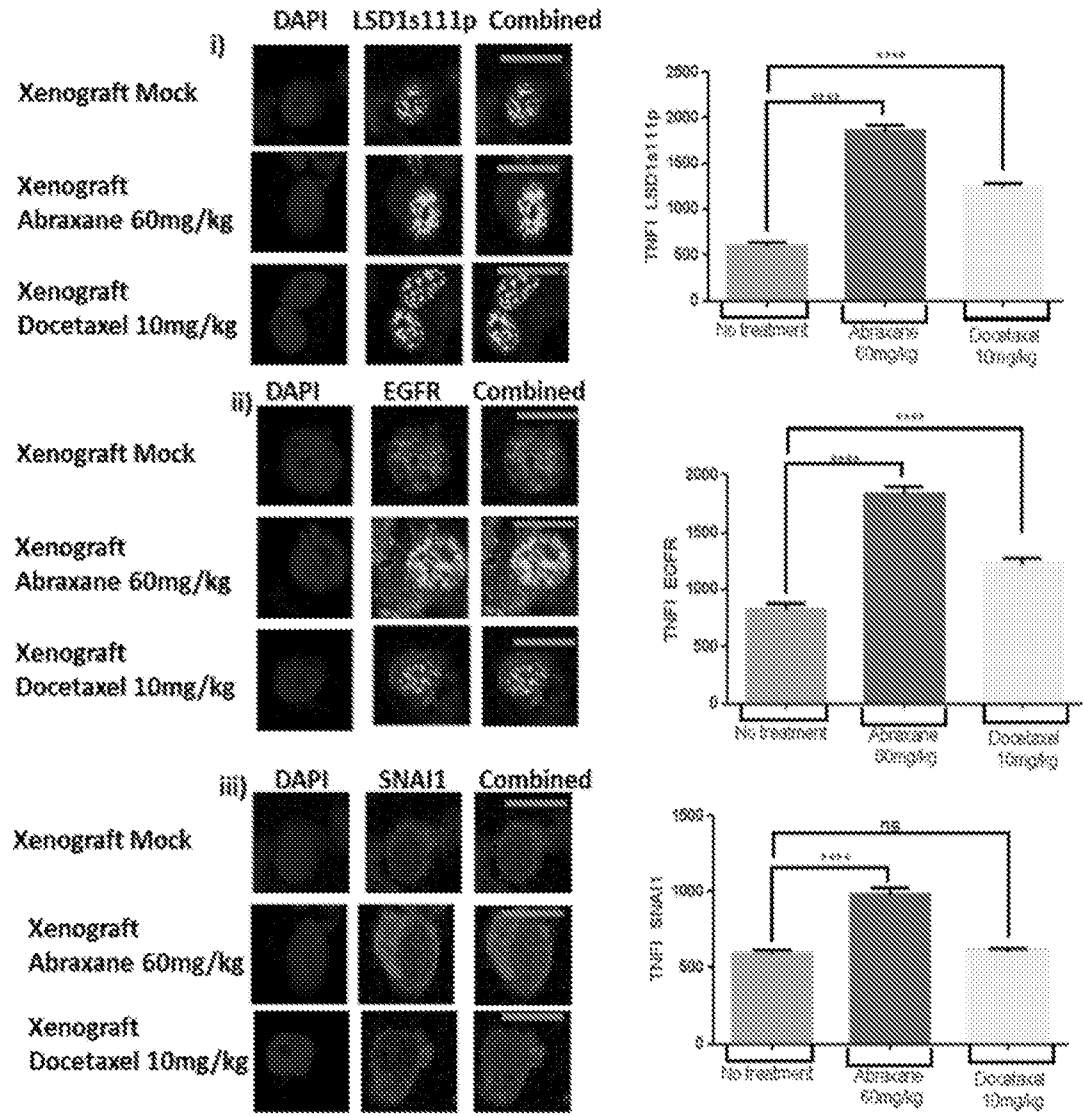 DAPI LSD1s111p Combined
i)
Xenograft Mock
Xenograft
Abraxane 60mg/kg
Xenograft
Docetaxel 10mg/kg
TNFI LSD1s111p
2500
2000
1500
1000
500
0
****
****
No treatment
Abraxane
60mg/kg
Docetaxel
10mg/kg
ii)
DAPI EGFR Combined
Xenograft Mock
Xenograft
Abraxane 60mg/kg
Xenograft
Docetaxel 10mg/kg
TNFI EGFR
2000
1500
1000
500
0
****
****
No treatment
Abraxane
60mg/kg
Docetaxel
10mg/kg
iii)
DAPI SNAI1 Combined
Xenograft Mock
Xenograft
Abraxane 60mg/kg
Xenograft
Docetaxel 10mg/kg
TNFI SNAI1
1500
1000
500
0
ns
****
No treatment
Abraxane
60mg/kg
Docetaxel
10mg/kg